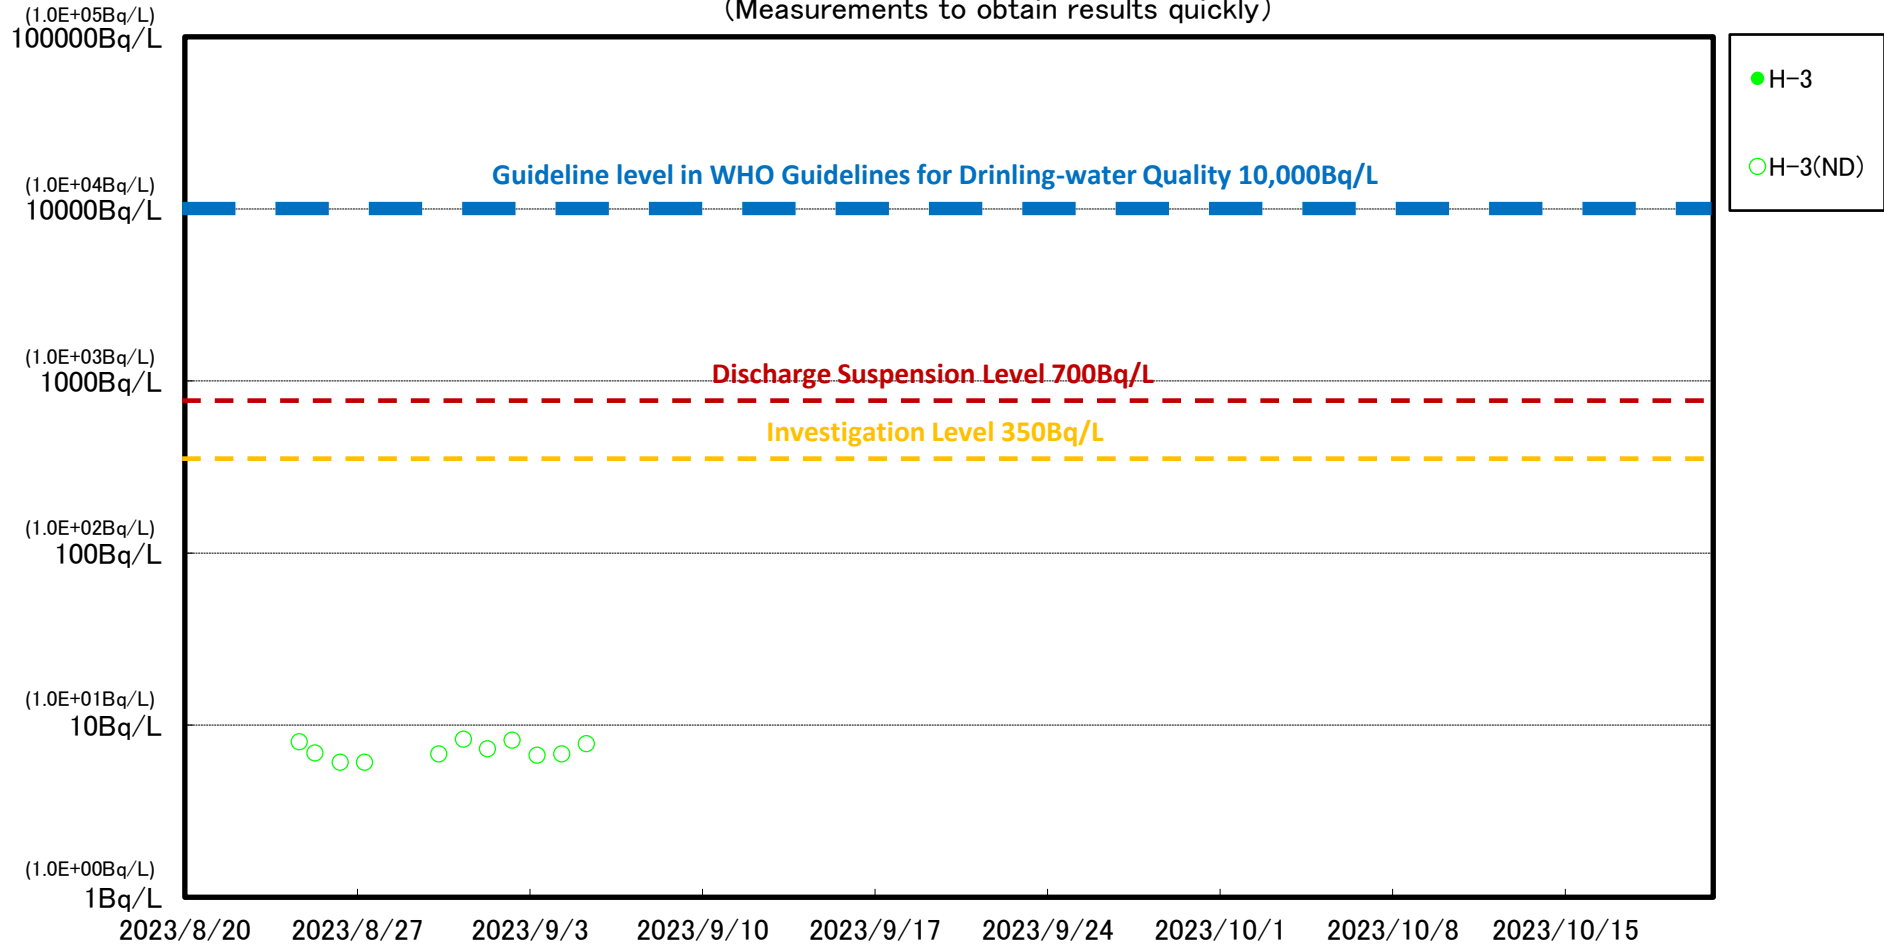 (Measurements to obtain results quickly)
(1.0E+05Bq/L)
100000Bq/L
H-3
H-3(ND)
Guideline level in WHO Guidelines for Drinling-water Quality 10,000Bq/L
(1.0E+04Bq/L)
10000Bq/L
(1.0E+03Bq/L)
1000Bq/L
Discharge Suspension Level 700Bq/L
Investigation Level 350Bq/L
(1.0E+02Bq/L)
100Bq/L
(1.0E+01Bq/L)
10Bq/L
(1.0E+00Bq/L)
1Bq/L
2023/8/20 2023/8/27 2023/9/3 2023/9/10 2023/9/17 2023/9/24 2023/10/1 2023/10/8 2023/10/15